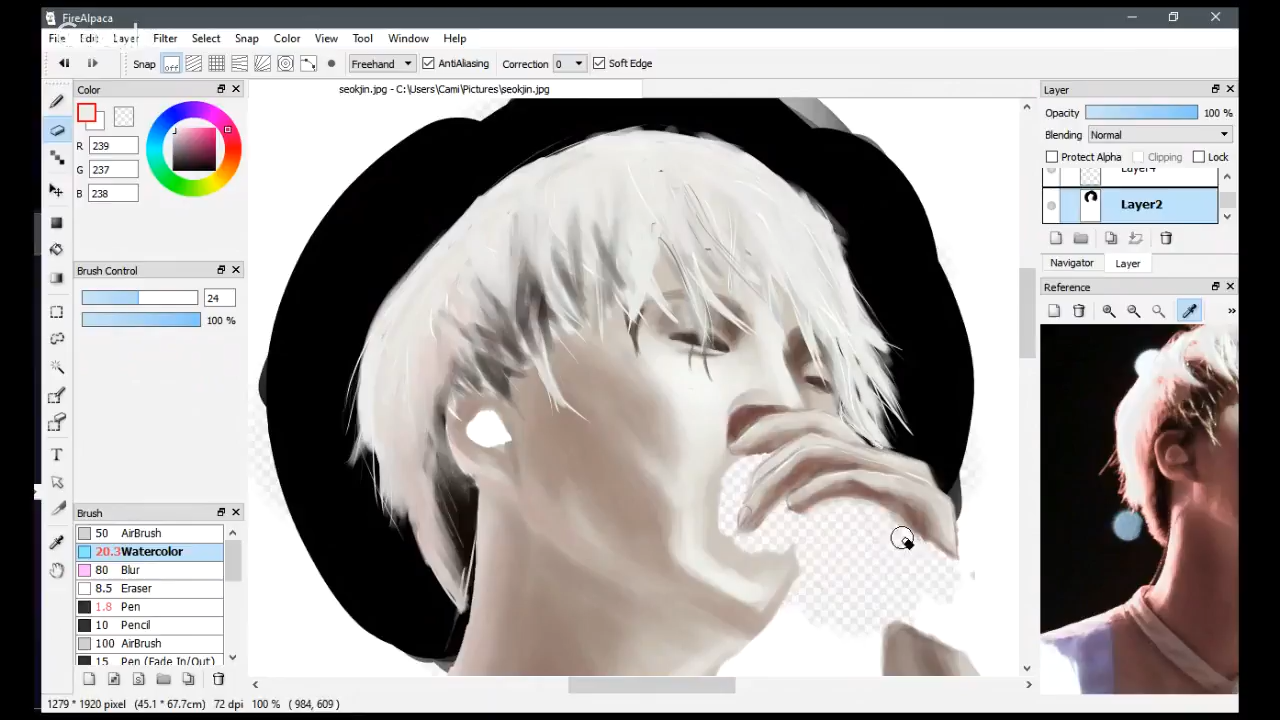 FireAlpaca
File Edit Layer Filter Select Snap Color View Tool Window Help
Snap off Freehand AntiAliasing Correction 0 Soft Edge
Color
R 239
G 237
B 238
Brush Control
24
100 %
Brush
50 AirBrush
20.3 Watercolor
80 Blur
8.5 Eraser
1.8 Pen
10 Pencil
100 AirBrush
15 Pen (Fade In/Out)
seokjin.jpg - C:\Users\Cami\Pictures\seokjin.jpg
Layer
Opacity 100 %
Blending Normal
Protect Alpha Clipping Lock
Layer4
Layer2
Navigator Layer
Reference
1279 * 1920 pixel (45.1 * 67.7cm) 72 dpi 100 % ( 984, 609 )